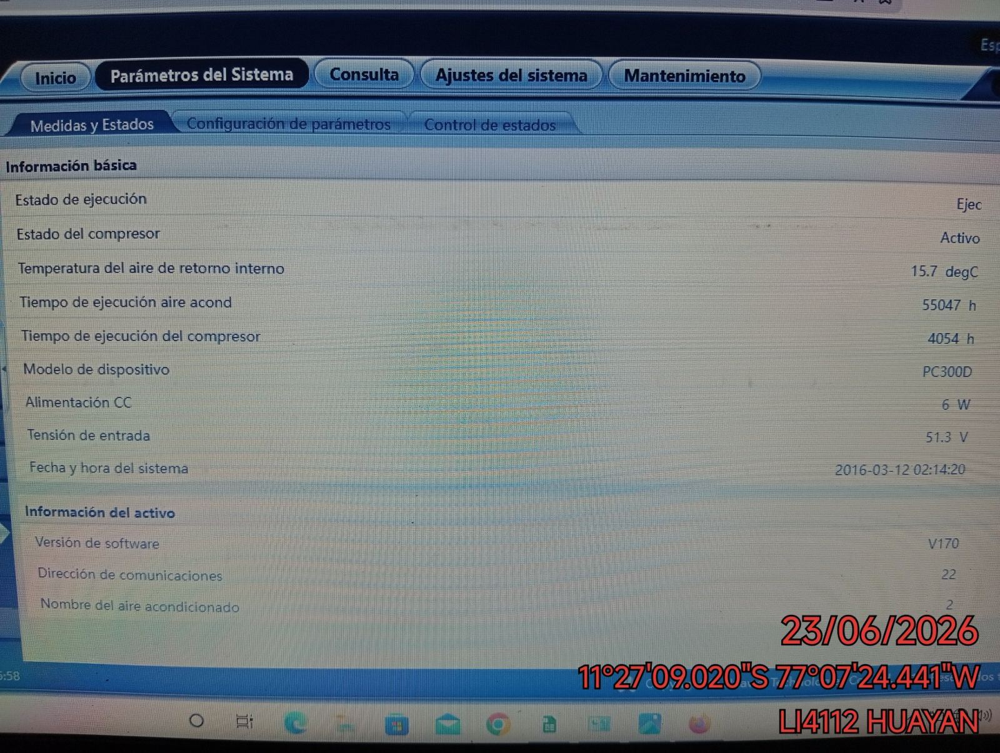 Esp
Inicio Parámetros del Sistema Consulta Ajustes del sistema Mantenimiento
Medidas y Estados Configuración de parámetros Control de estados
Información básica
Estado de ejecución Ejec
Estado del compresor Activo
Temperatura del aire de retorno interno 15.7 degC
Tiempo de ejecución aire acond 55047 h
Tiempo de ejecución del compresor 4054 h
Modelo de dispositivo PC300D
Alimentación CC 6 W
Tensión de entrada 51.3 V
Fecha y hora del sistema 2016-03-12 02:14:20
Información del activo
Versión de software V170
Dirección de comunicaciones 22
Nombre del aire acondicionado 2
23/06/2026
:58
11°27'09.020"S 77°07'24.441"W
LI4112 HUAYAN